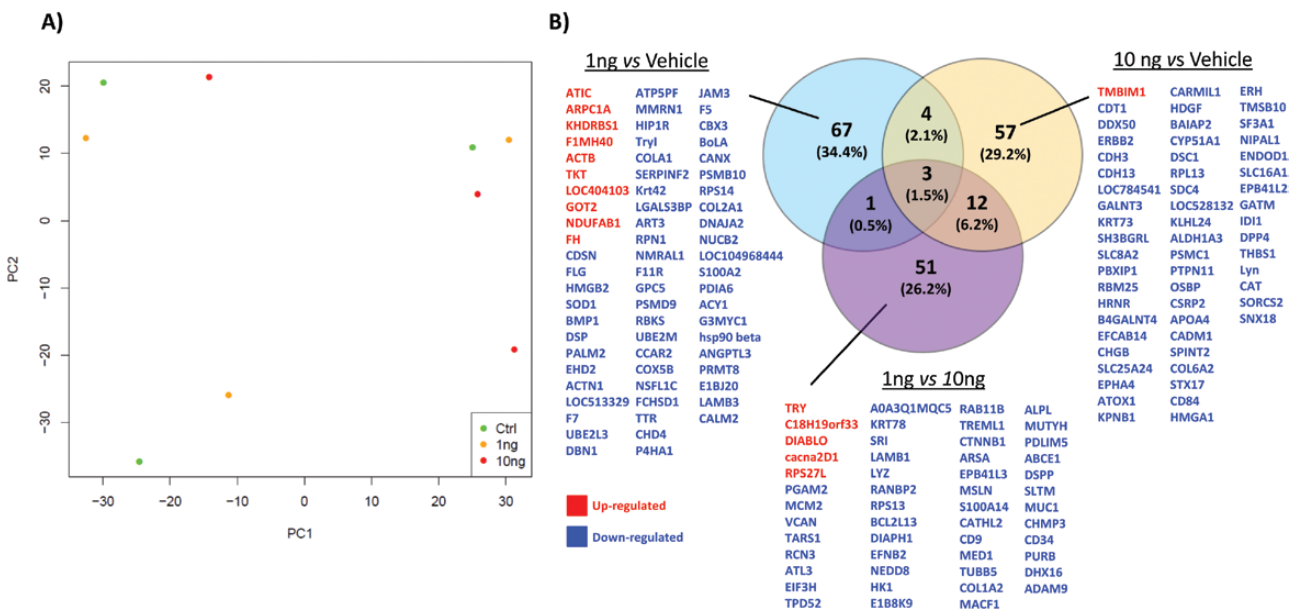 A)
B)
20
10
0
−10
−20
−30
PC2
−30 −20 −10 0 10 20 30
PC1
Ctrl
1ng
10ng
1ng vs Vehicle
ATIC ATP5PF JAM3
ARPC1A MMRN1 F5
KHDRBS1 HIP1R CBX3
F1MH40 Tryl BoLA
ACTB COLA1 CANX
TKT SERPINF2 PSMB10
LOC404103 Krt42 RPS14
GOT2 LGALS3BP COL2A1
NDUFAB1 ART3 DNAJA2
FH RPN1 NUCB2
CDSN NMRAL1 LOC104968444
FLG F11R S100A2
HMGB2 GPC5 PDIA6
SOD1 PSMD9 ACY1
BMP1 RBKS G3MYC1
DSP UBE2M hsp90 beta
PALM2 CCAR2 ANGPTL3
EHD2 COX5B PRMT8
ACTN1 NSFL1C E1BJ20
LOC513329 FCHSD1 LAMB3
F7 TTR CALM2
UBE2L3 CHD4
DBN1 P4HA1
67
(34.4%)
4
(2.1%)
57
(29.2%)
3
(1.5%)
1
(0.5%)
12
(6.2%)
51
(26.2%)
10 ng vs Vehicle
TMBIM1 CARMIL1 ERH
CDT1 HDGF TMSB10
DDX50 BAIAP2 SF3A1
ERBB2 CYP51A1 NIPAL1
CDH3 DSC1 ENDOD1
CDH13 RPL13 SLC16A1
LOC784541 SDC4 EPB41L2
GALNT3 LOC528132 GATM
KRT73 KLHL24 IDI1
SH3BGRL ALDH1A3 DPP4
SLC8A2 PSMC1 THBS1
PBXIP1 PTPN11 Lyn
RBM25 OSBP CAT
HRNR CSRP2 SORCS2
B4GALNT4 APOA4 SNX18
EFCAB14 CADM1
CHGB SPINT2
SLC25A24 COL6A2
EPHA4 STX17
ATOX1 CD84
KPNB1 HMGA1
1ng vs 10ng
TRY A0A3Q1MQC5 RAB11B ALPL
C18H19orf33 KRT78 TREML1 MUTYH
DIABLO SRI CTNNB1 PDLIM5
cacna2D1 LAMB1 ARSA ABCE1
RPS27L LYZ EPB41L3 DSPP
PGAM2 RANBP2 MSLN SLTM
MCM2 RPS13 S100A14 MUC1
VCAN BCL2L13 CATHL2 CHMP3
TARS1 DIAPH1 CD9 CD34
RCN3 EFNB2 MED1 PURB
ATL3 NEDD8 TUBB5 DHX16
EIF3H HK1 COL1A2 ADAM9
TPD52 E1B8K9 MACF1
Up-regulated
Down-regulated